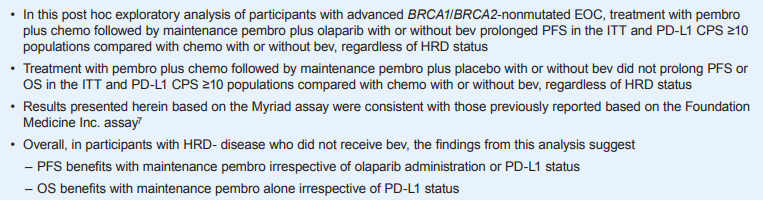 • In this post hoc exploratory analysis of participants with advanced BRCA1/BRCA2-nonmutated EOC, treatment with pembro
plus chemo followed by maintenance pembro plus olaparib with or without bev prolonged PFS in the ITT and PD-L1 CPS ≥10
populations compared with chemo with or without bev, regardless of HRD status
• Treatment with pembro plus chemo followed by maintenance pembro plus placebo with or without bev did not prolong PFS or
OS in the ITT and PD-L1 CPS ≥10 populations compared with chemo with or without bev, regardless of HRD status
• Results presented herein based on the Myriad assay were consistent with those previously reported based on the Foundation
Medicine Inc. assay7
• Overall, in participants with HRD- disease who did not receive bev, the findings from this analysis suggest
– PFS benefits with maintenance pembro irrespective of olaparib administration or PD-L1 status
– OS benefits with maintenance pembro alone irrespective of PD-L1 status